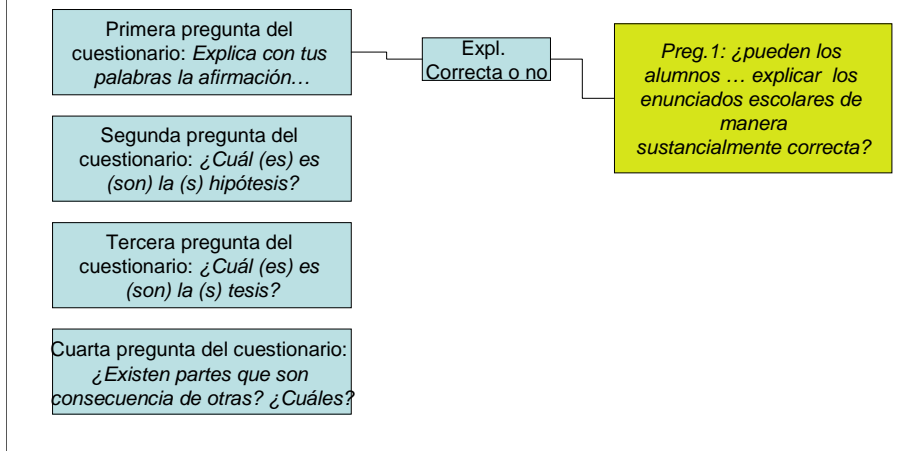 Primera pregunta del
cuestionario: Explica con tus
palabras la afirmación…
Expl.
Correcta o no
Preg.1: ¿pueden los
alumnos … explicar los
enunciados escolares de
manera
sustancialmente correcta?
Segunda pregunta del
cuestionario: ¿Cuál (es) es
(son) la (s) hipótesis?
Tercera pregunta del
cuestionario: ¿Cuál (es) es
(son) la (s) tesis?
Cuarta pregunta del cuestionario:
¿Existen partes que son
consecuencia de otras? ¿Cuáles?